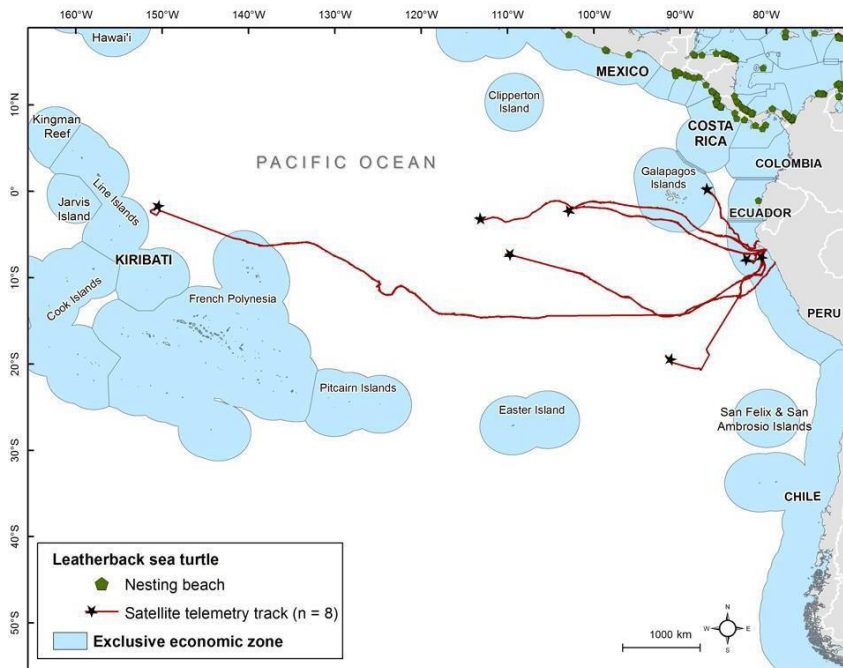 160°W
150°W
140°W
130°W
120°W
110°W
100°W
90°W
80°W
10°N
0°
10°S
20°S
30°S
40°S
50°S
Hawai'i
MEXICO
Clipperton
Island
Kingman
Reef
COSTA
RICA
PACIFIC OCEAN
COLOMBIA
Galapagos
Islands
Line Islands
Jarvis
Island
ECUADOR
KIRIBATI
Cook Islands
French Polynesia
PERU
Pitcairn Islands
Easter Island
San Felix & San
Ambrosio Islands
CHILE
Leatherback sea turtle
Nesting beach
Satellite telemetry track (n = 8)
Exclusive economic zone
1000 km
N
W E
S